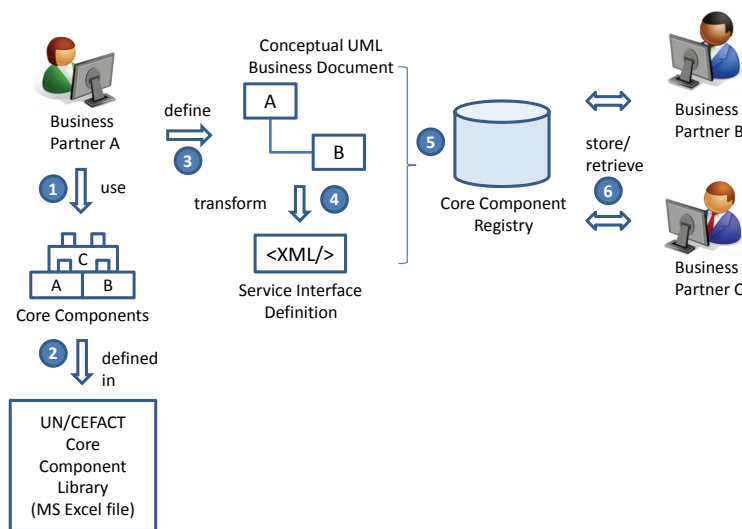 Business
Partner A
1
use
A
B
C
Core Components
2
defined
in
UN/CEFACT
Core
Component
Library
(MS Excel file)
define
3
Conceptual UML
Business Document
A
B
transform
4
<XML/>
Service Interface
Definition
5
Core Component
Registry
store/
retrieve
6
Business
Partner B
Business
Partner C